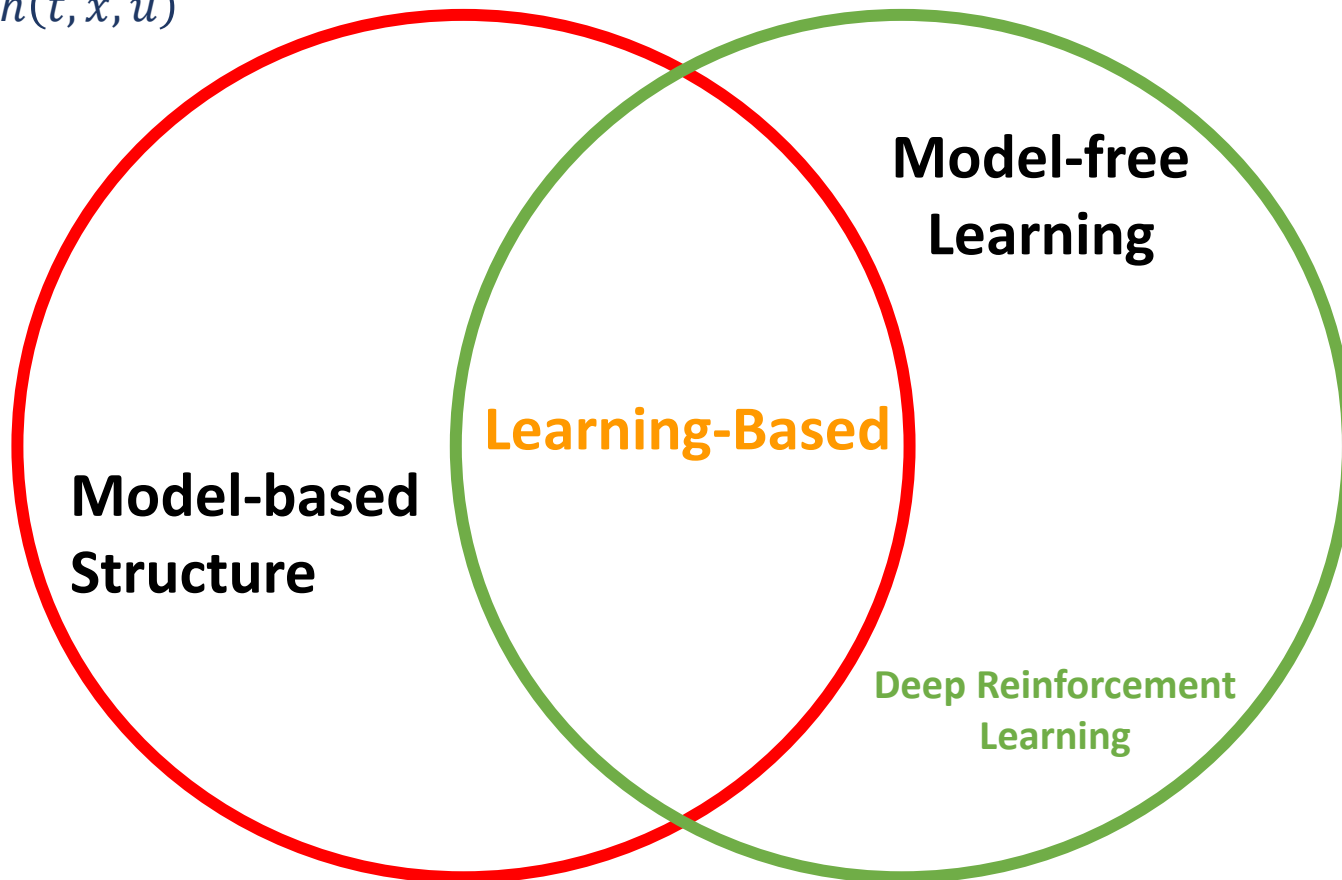 h(t, x, u)
Model-free
Learning
Learning-Based
Model-based
Structure
Deep Reinforcement
Learning